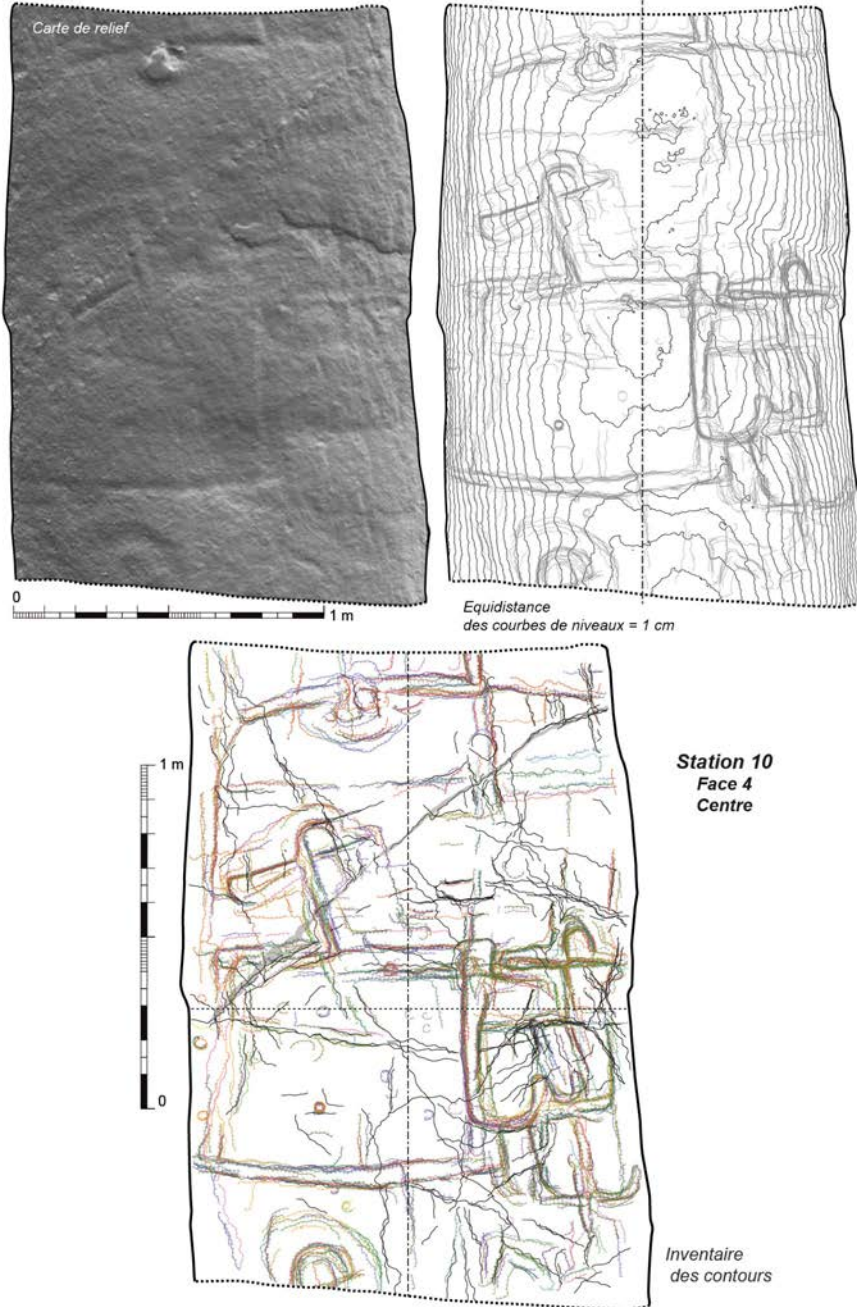 Carte de relief
0
1 m
Equidistance
des courbes de niveaux = 1 cm
1 m
0
Station 10
Face 4
Centre
Inventaire
des contours